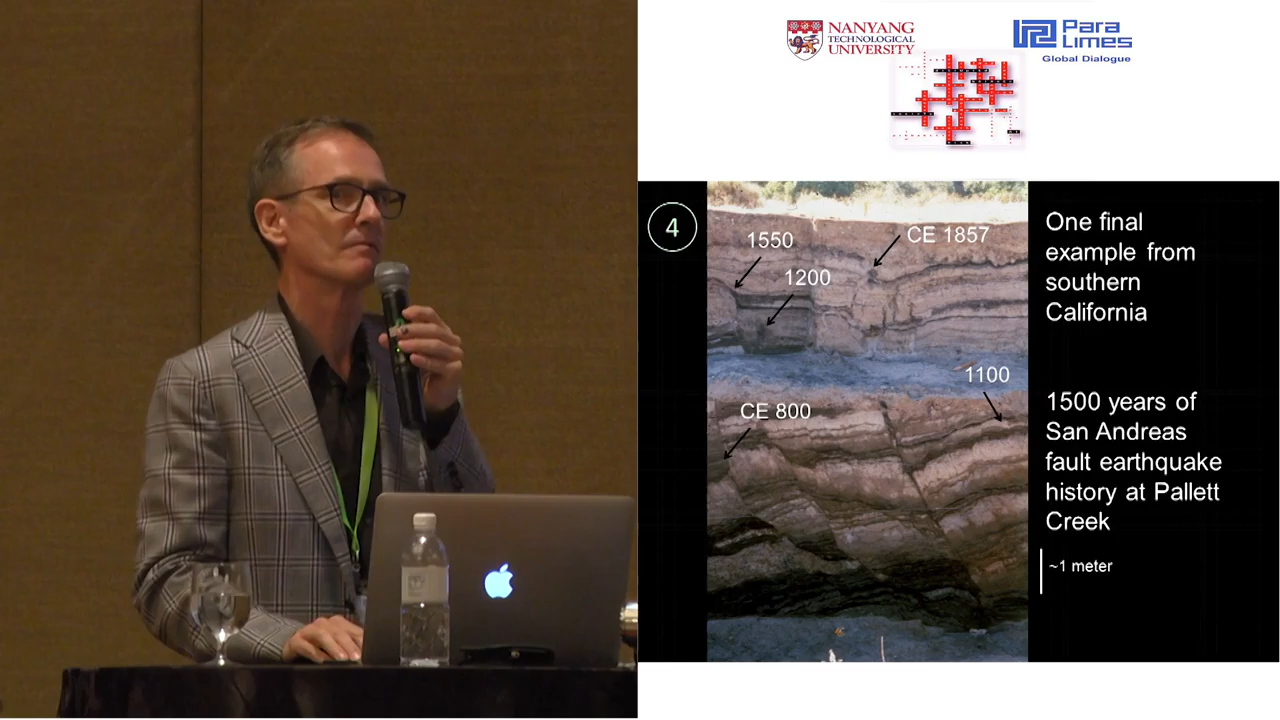 NANYANG
TECHNOLOGICAL
UNIVERSITY
Para
Limes
Global Dialogue
4
1550
CE 1857
1200
1100
CE 800
One final
example from
southern
California
1500 years of
San Andreas
fault earthquake
history at Pallett
Creek
~1 meter